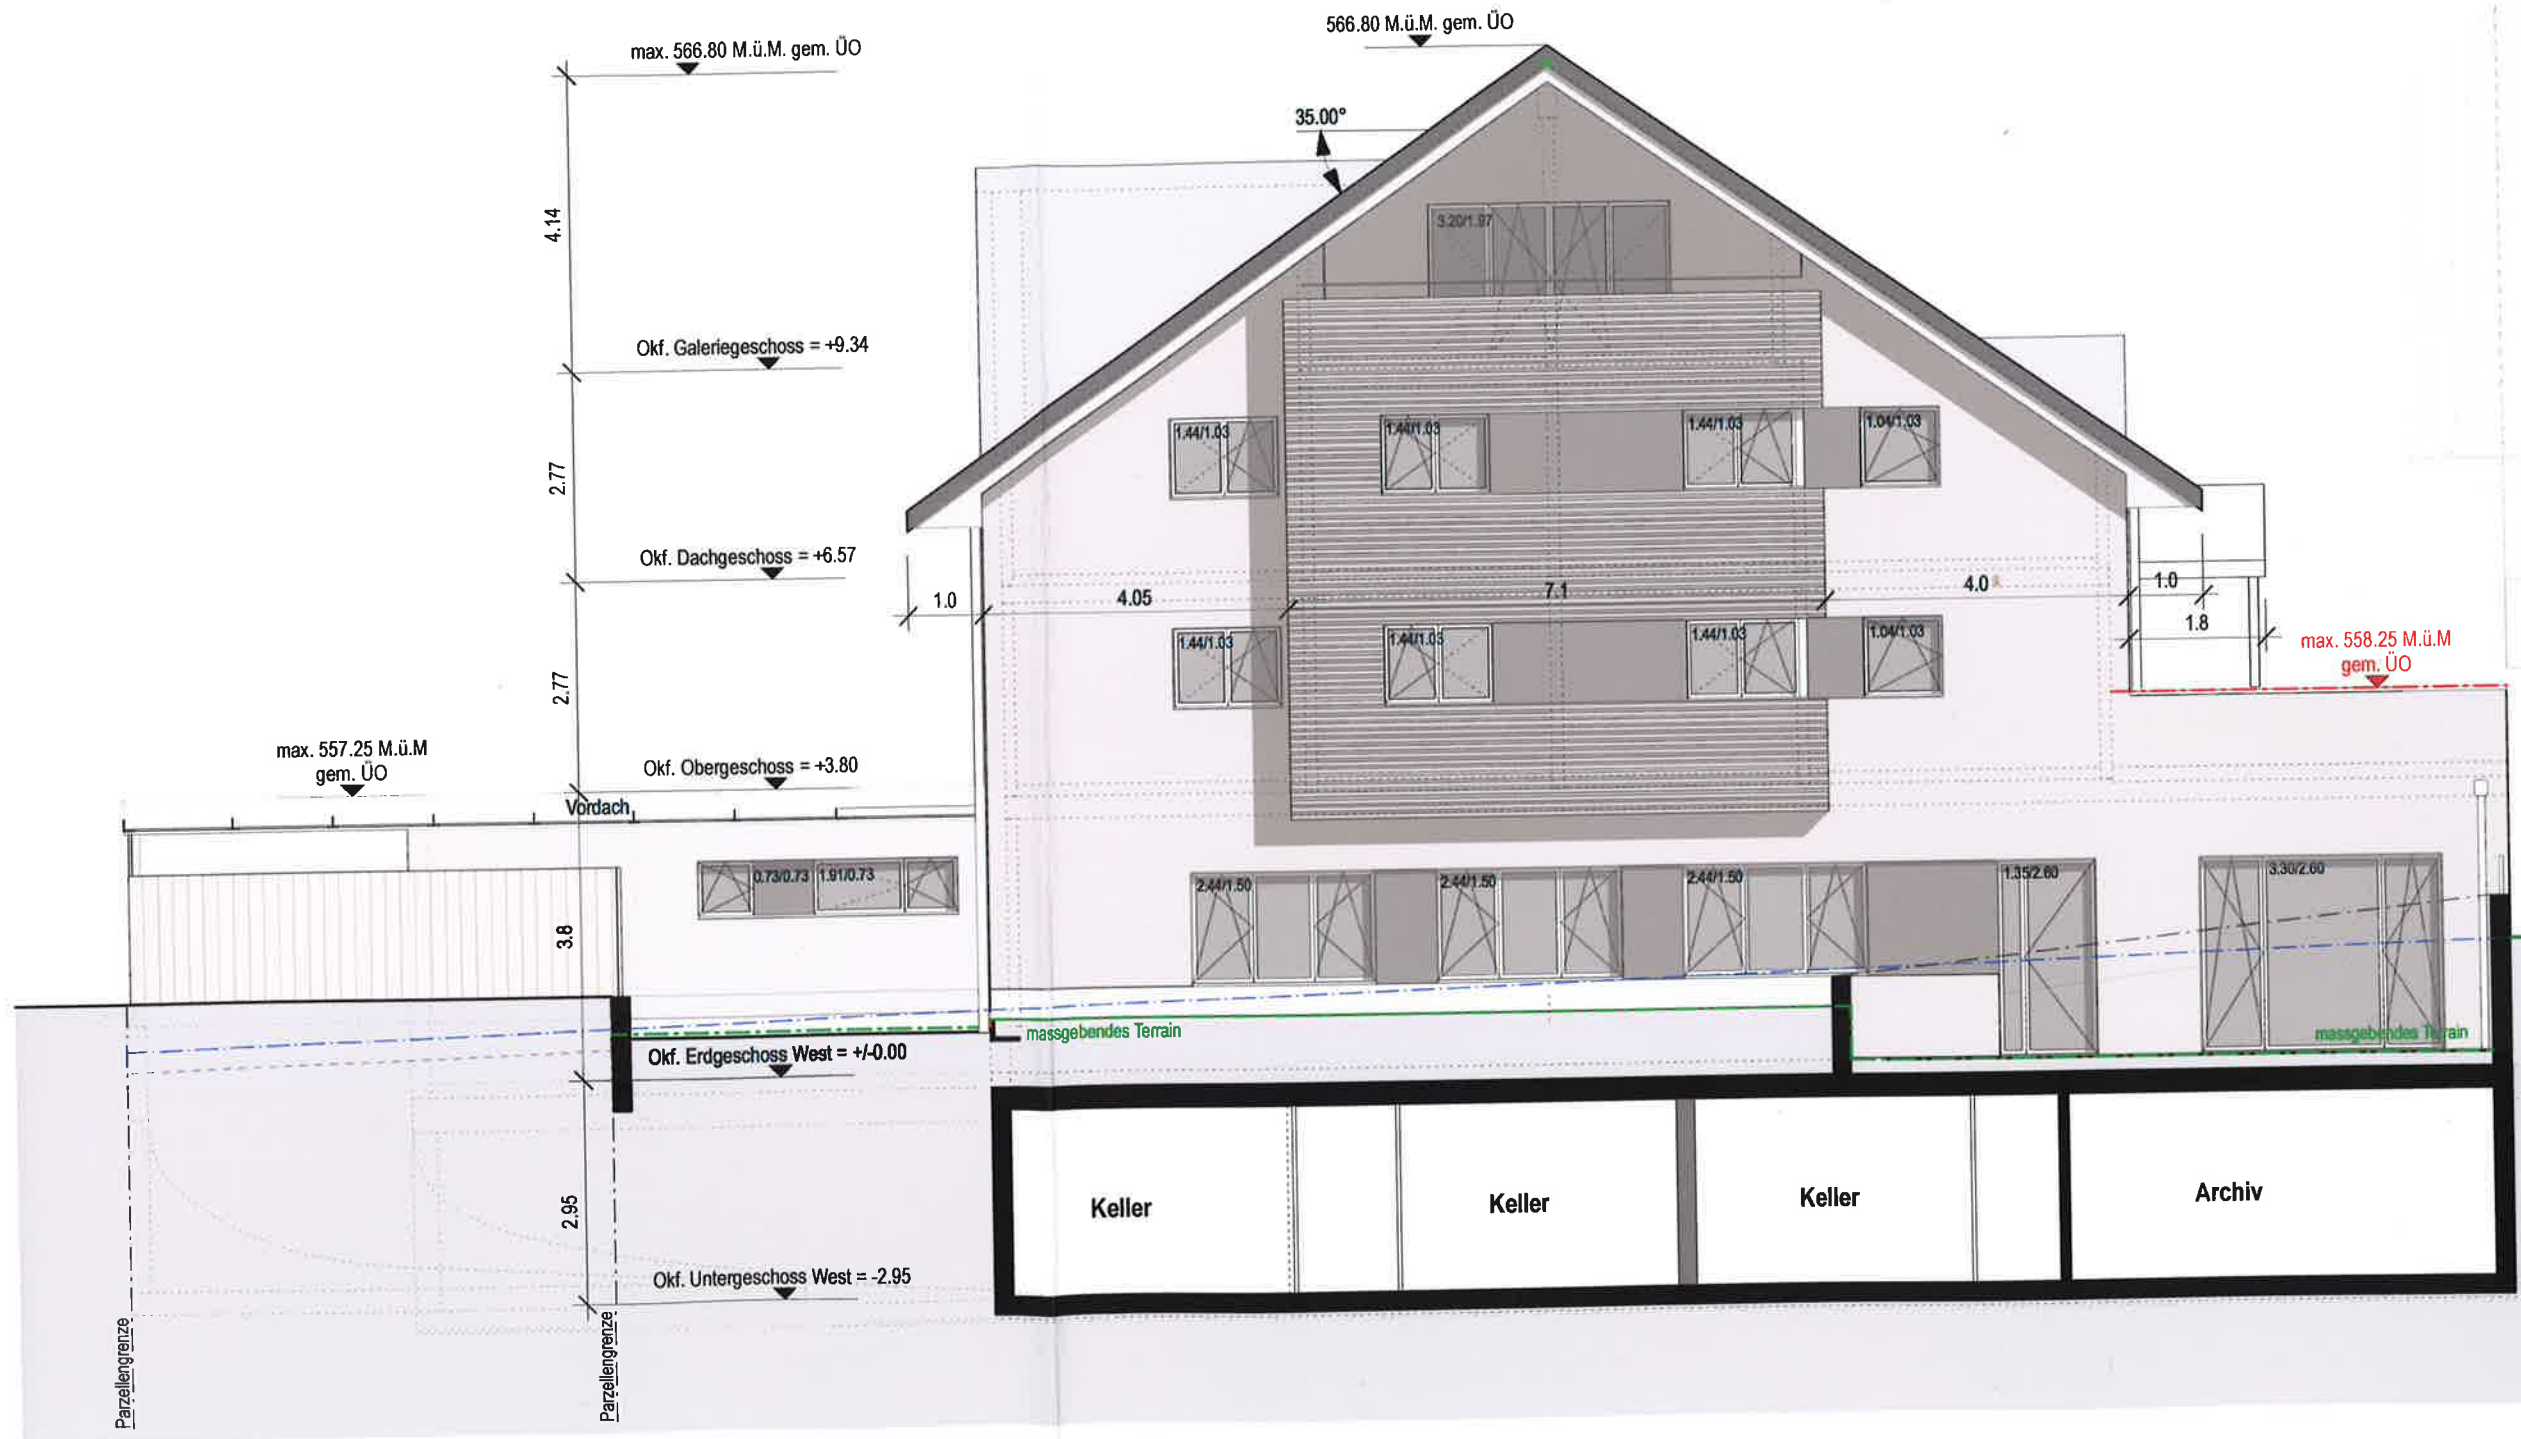 566.80 M.ü.M. gem. ÜO
max. 566.80 M.ü.M. gem. ÜO
35.00°
4.14
3.20/1.97
Okf. Galeriegeschoss = +9.34
1.44/1.03
1.44/1.03
1.44/1.03
1.04/1.03
2.77
Okf. Dachgeschoss = +6.57
1.0
4.05
7.1
4.0
1.0
1.8
1.44/1.03
1.44/1.03
1.44/1.03
1.04/1.03
max. 558.25 M.ü.M
gem. ÜO
2.77
max. 557.25 M.ü.M
gem. ÜO
Okf. Obergeschoss = +3.80
Vordach
0.73/0.73
1.91/0.73
2.44/1.50
2.44/1.50
2.44/1.50
1.35/2.60
3.30/2.60
3.8
massgebendes Terrain
massgebendes Terrain
Okf. Erdgeschoss West = +/-0.00
2.95
Keller
Keller
Keller
Archiv
Okf. Untergeschoss West = -2.95
Parzellengrenze
Parzellengrenze